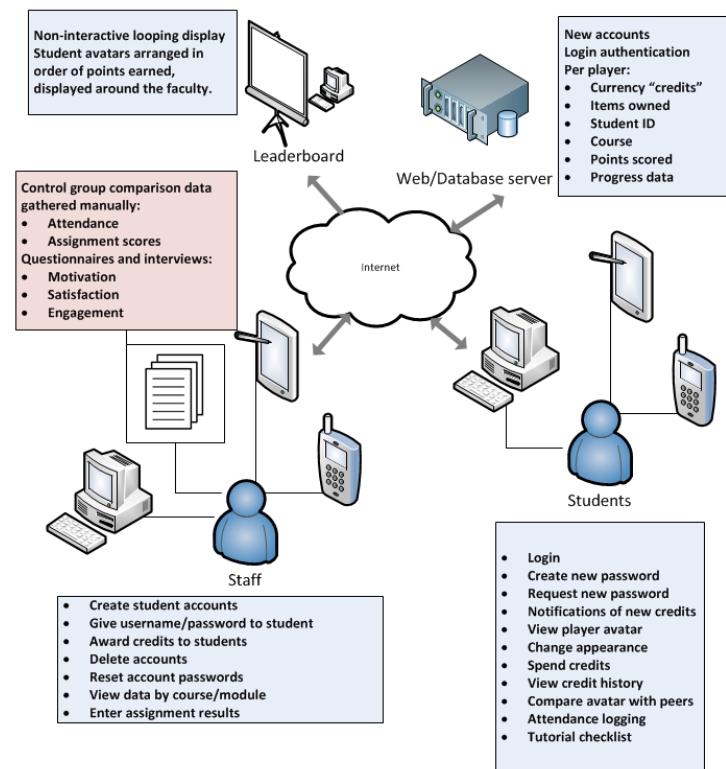 Non-interactive looping display
Student avatars arranged in
order of points earned,
displayed around the faculty.
Leaderboard
Web/Database server
New accounts
Login authentication
Per player:
• Currency “credits”
• Items owned
• Student ID
• Course
• Points scored
• Progress data
Control group comparison data
gathered manually:
• Attendance
• Assignment scores
Questionnaires and interviews:
• Motivation
• Satisfaction
• Engagement
Internet
Students
Staff
• Create student accounts
• Give username/password to student
• Award credits to students
• Delete accounts
• Reset account passwords
• View data by course/module
• Enter assignment results
• Login
• Create new password
• Request new password
• Notifications of new credits
• View player avatar
• Change appearance
• Spend credits
• View credit history
• Compare avatar with peers
• Attendance logging
• Tutorial checklist